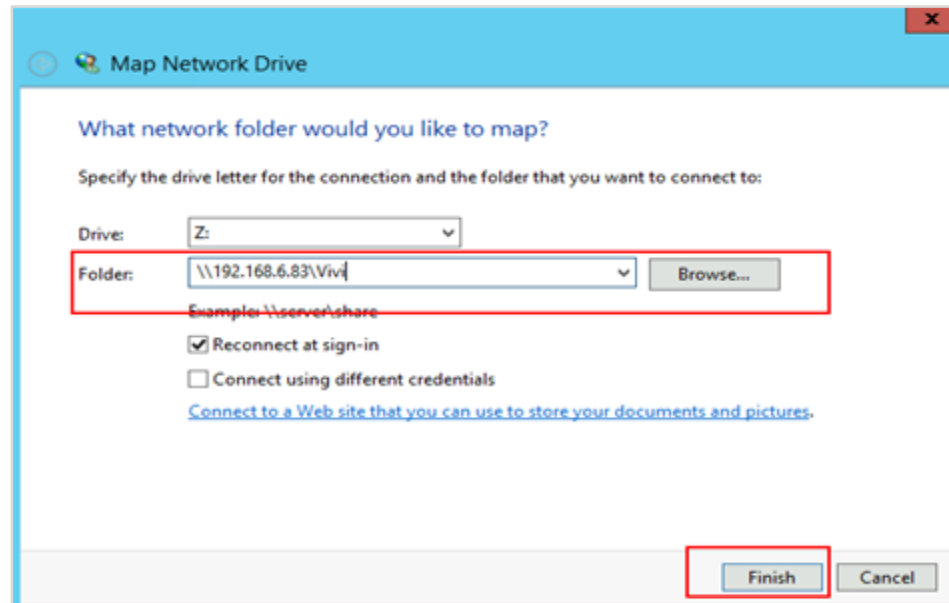 Map Network Drive
What network folder would you like to map?
Specify the drive letter for the connection and the folder that you want to connect to:
Drive: Z:
Folder: \\192.168.6.83\Vivi Browse...
Example: \\server\share
Reconnect at sign-in
Connect using different credentials
Connect to a Web site that you can use to store your documents and pictures.
Finish Cancel